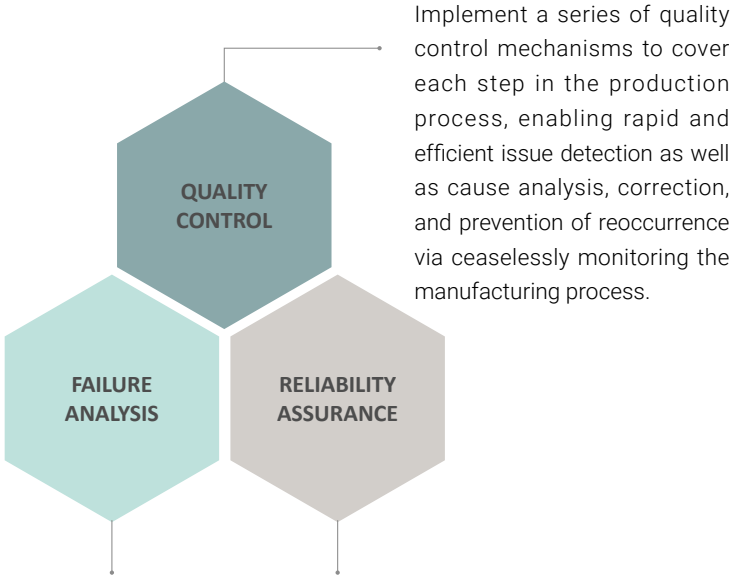 Implement a series of quality
control mechanisms to cover
each step in the production
process, enabling rapid and
efficient issue detection as well
as cause analysis, correction,
and prevention of reoccurrence
via ceaselessly monitoring the
manufacturing process.
QUALITY
CONTROL
FAILURE
ANALYSIS
RELIABILITY
ASSURANCE